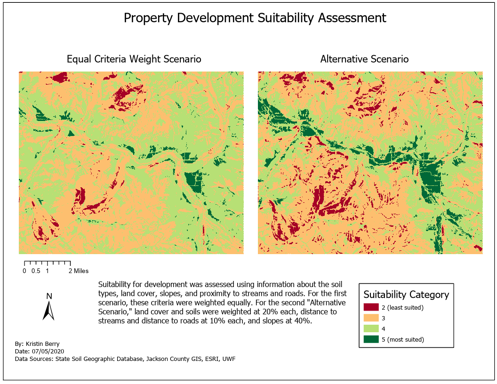 Property Development Suitability Assessment
Equal Criteria Weight Scenario
Alternative Scenario
0 0.5 1 2 Miles
N
Suitability for development was assessed using information about the soil
types, land cover, slopes, and proximity to streams and roads. For the first
scenario, these criteria were weighted equally. For the second "Alternative
Scenario," land cover and soils were weighted at 20% each, distance to
streams and distance to roads at 10% each, and slopes at 40%.
Suitability Category
2 (least suited)
3
4
5 (most suited)
By: Kristin Berry
Date: 07/05/2020
Data Sources: State Soil Geographic Database, Jackson County GIS, ESRI, UWF